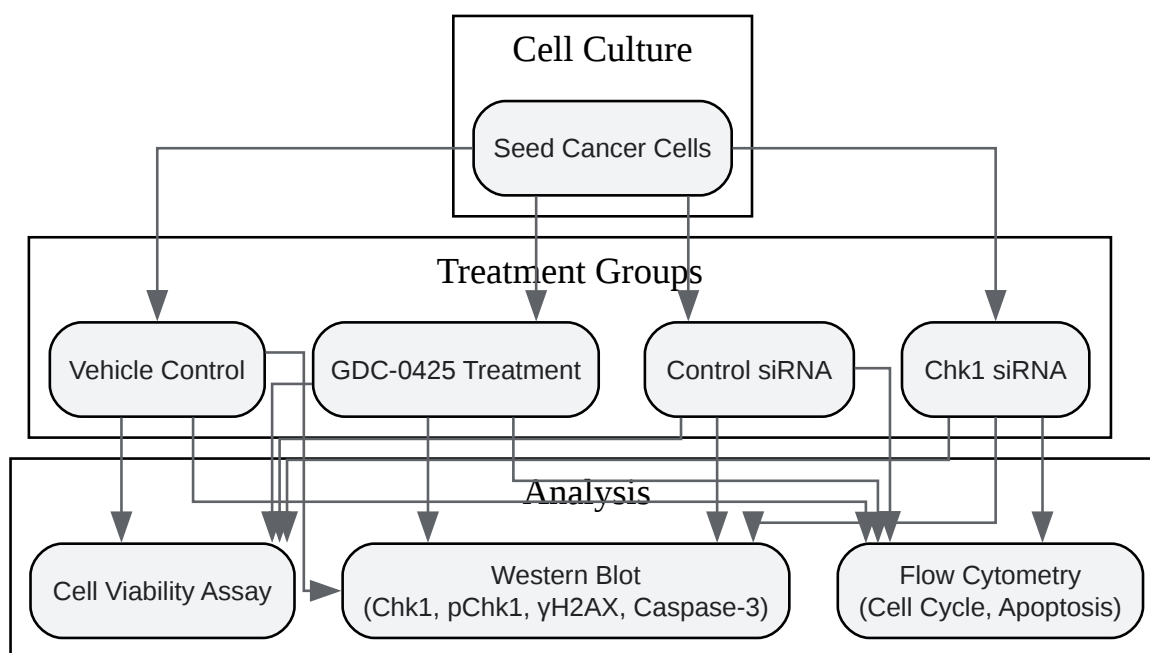 Cell Culture
Seed Cancer Cells
Treatment Groups
Vehicle Control
GDC-0425 Treatment
Control siRNA
Chk1 siRNA
Analysis
Cell Viability Assay
Western Blot
(Chk1, pChk1, γH2AX, Caspase-3)
Flow Cytometry
(Cell Cycle, Apoptosis)